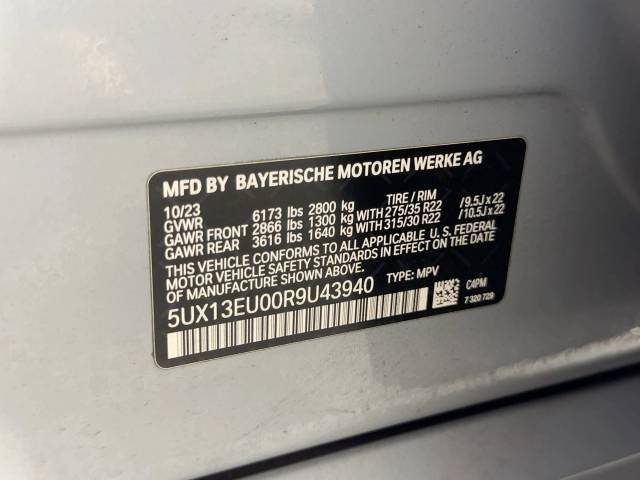 MFD BY BAYERISCHE MOTOREN WERKE AG
10/23 TIRE / RIM
GVWR 6173 lbs 2800 kg
GAWR FRONT 2866 lbs 1300 kg WITH 275/35 R22 /9.5J x 22
GAWR REAR 3616 lbs 1640 kg WITH 315/30 R22 /10.5J x 22
THIS VEHICLE CONFORMS TO ALL APPLICABLE U.S. FEDERAL
MOTOR VEHICLE SAFETY STANDARDS IN EFFECT ON THE DATE
OF MANUFACTURE SHOWN ABOVE.
5UX13EU00R9U43940 TYPE: MPV
C4PM
7 320 729